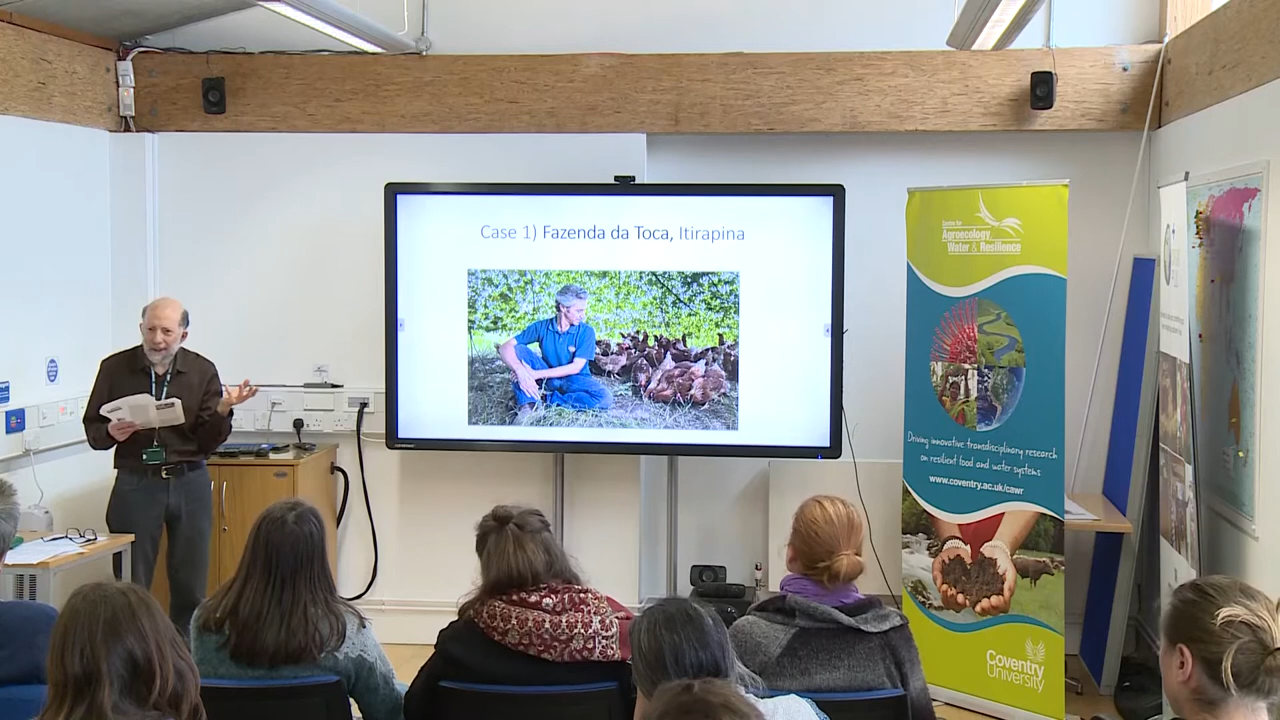 Case 1) Fazenda da Toca, Itirapina
Centre for
Agroecology,
Water & Resilience
Driving innovative transdisciplinary research
on resilient food and water systems
www.coventry.ac.uk/cawr
Coventry
University